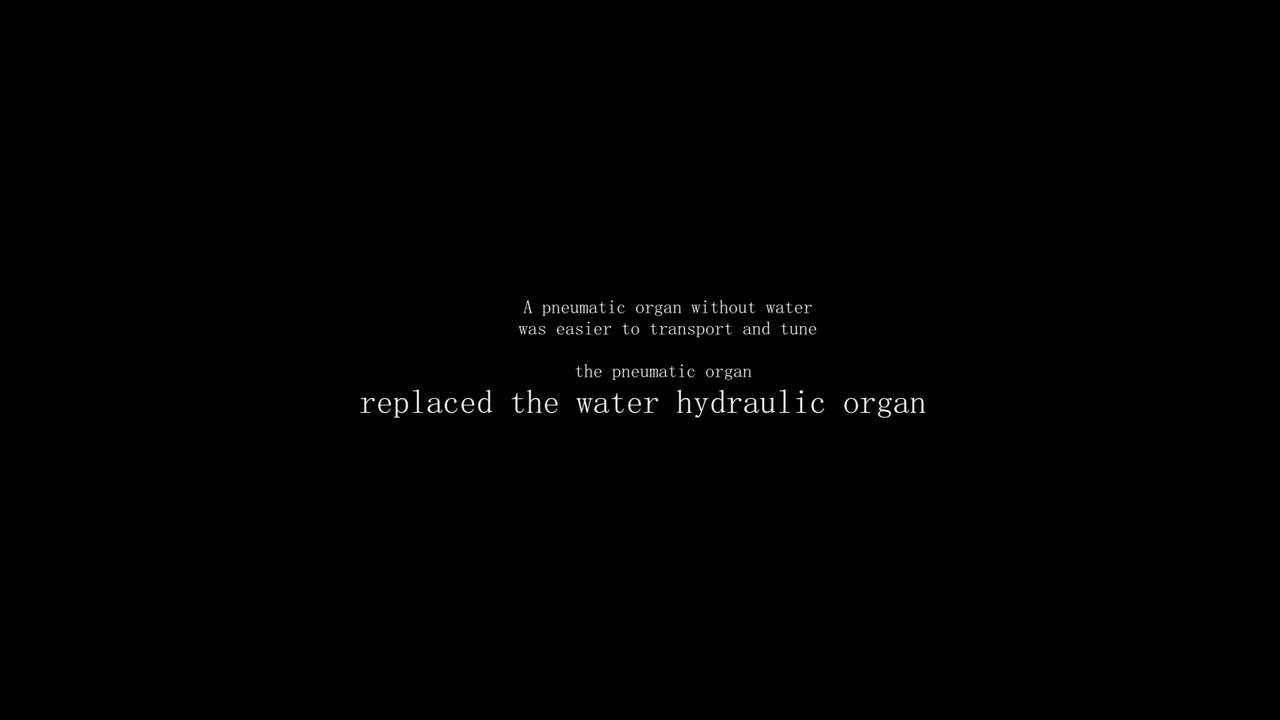 A pneumatic organ without water
was easier to transport and tune
the pneumatic organ
replaced the water hydraulic organ